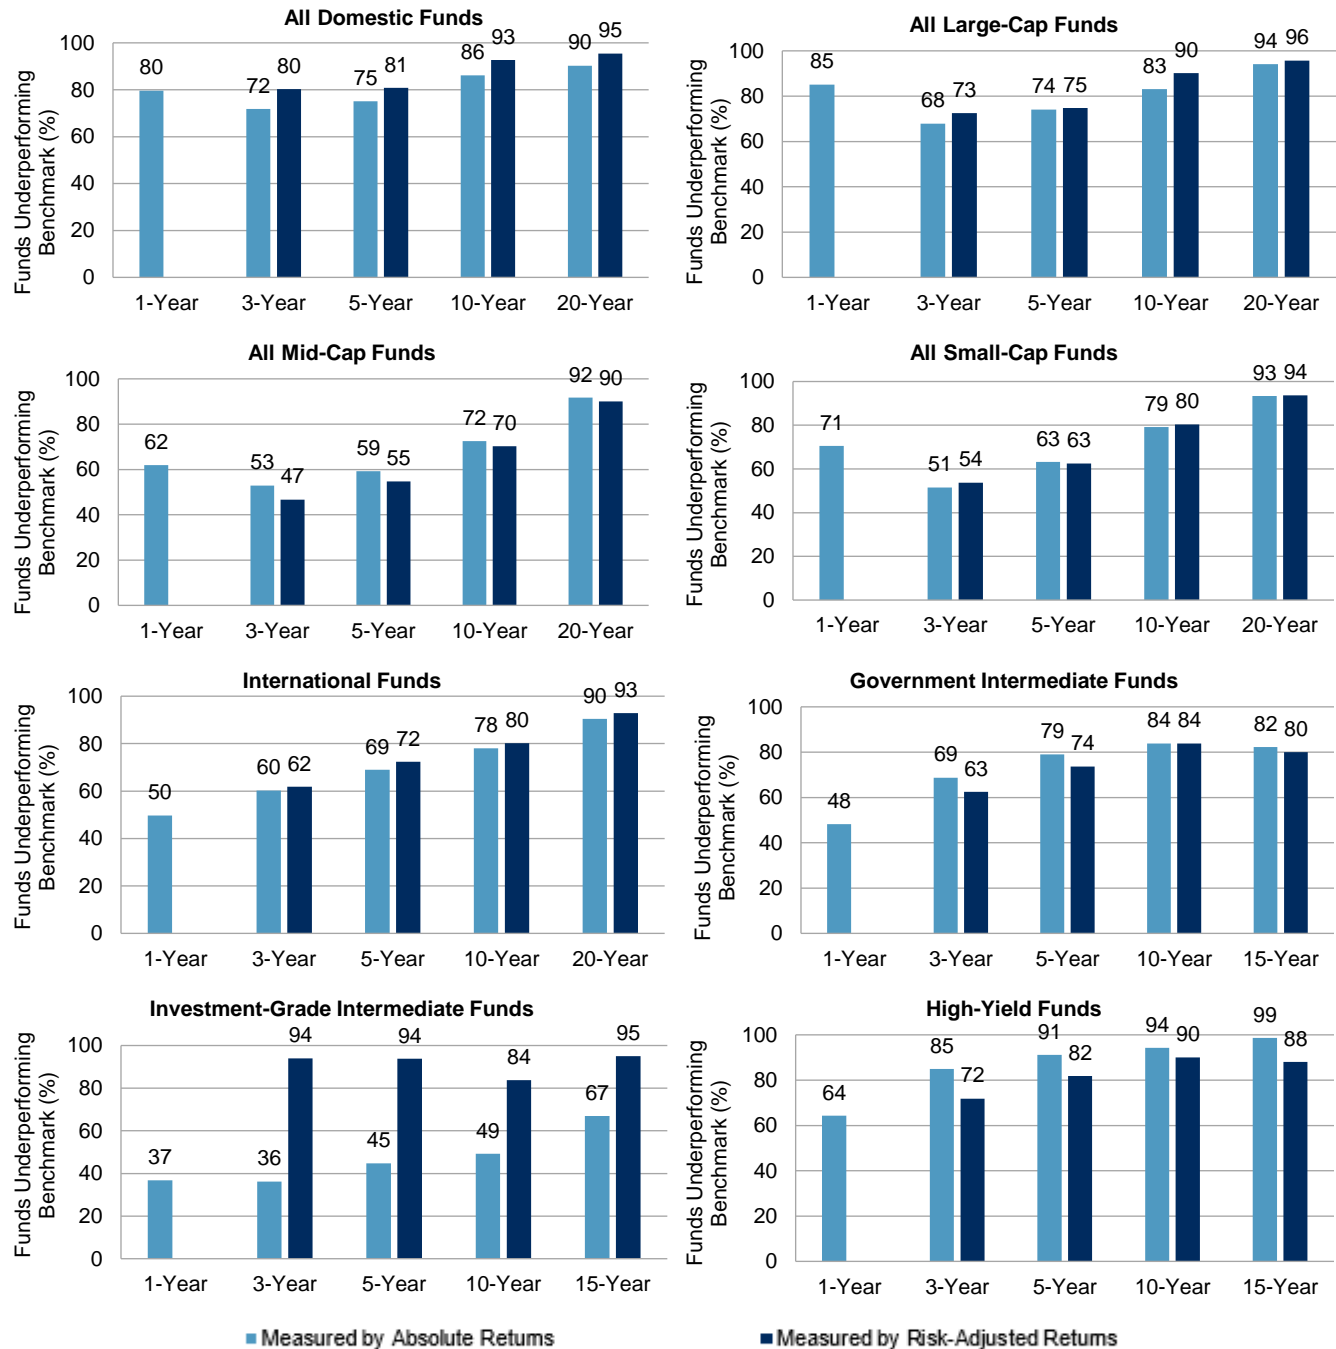 All Domestic Funds
Funds Underperforming
Benchmark (%)
100
80
60
40
20
0
80
72 80
75 81
86 93
90 95
1-Year 3-Year 5-Year 10-Year 20-Year
All Large-Cap Funds
Funds Underperforming
Benchmark (%)
100
80
60
40
20
0
85
68 73
74 75
83 90
94 96
1-Year 3-Year 5-Year 10-Year 20-Year
All Mid-Cap Funds
Funds Underperforming
Benchmark (%)
100
80
60
40
20
0
62
53 47
59 55
72 70
92 90
1-Year 3-Year 5-Year 10-Year 20-Year
All Small-Cap Funds
Funds Underperforming
Benchmark (%)
100
80
60
40
20
0
71
51 54
63 63
79 80
93 94
1-Year 3-Year 5-Year 10-Year 20-Year
International Funds
Funds Underperforming
Benchmark (%)
100
80
60
40
20
0
50
60 62
69 72
78 80
90 93
1-Year 3-Year 5-Year 10-Year 20-Year
Government Intermediate Funds
Funds Underperforming
Benchmark (%)
100
80
60
40
20
0
48
69 63
79 74
84 84
82 80
1-Year 3-Year 5-Year 10-Year 15-Year
Investment-Grade Intermediate Funds
Funds Underperforming
Benchmark (%)
100
80
60
40
20
0
37
36 94
45 94
49 84
67 95
1-Year 3-Year 5-Year 10-Year 15-Year
High-Yield Funds
Funds Underperforming
Benchmark (%)
100
80
60
40
20
0
64
85 72
91 82
94 90
99 88
1-Year 3-Year 5-Year 10-Year 15-Year
Measured by Absolute Returns
Measured by Risk-Adjusted Returns